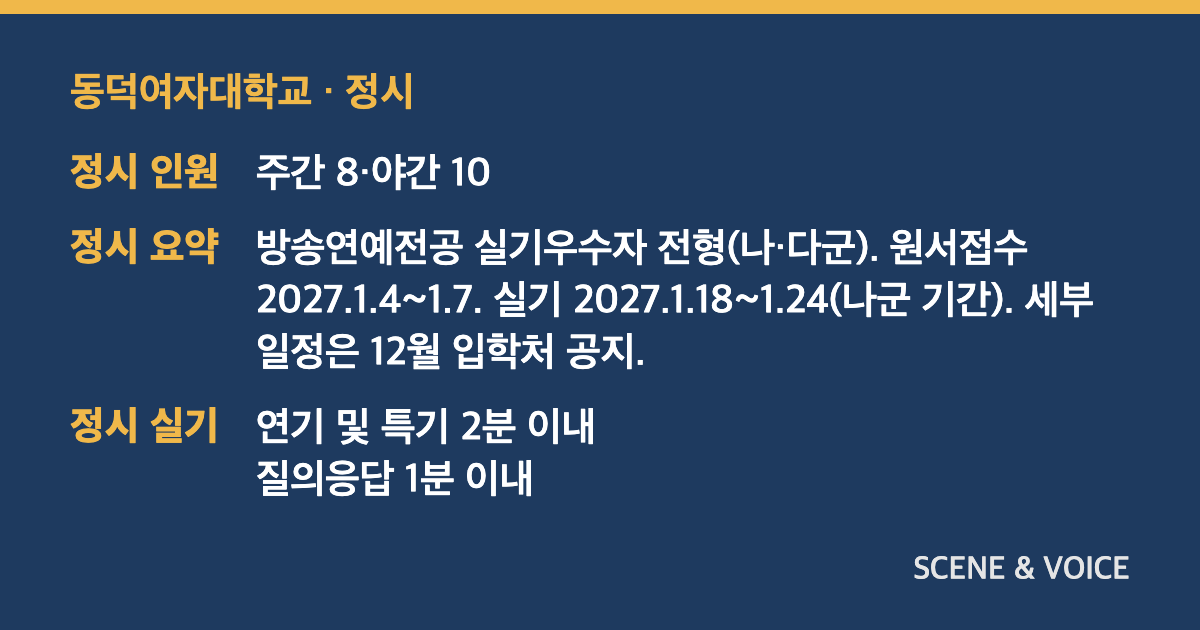 동덕여자대학교 · 정시
정시 인원 주간 8·야간 10
정시 요약 방송연예전공 실기우수자 전형(나·다군). 원서접수
2027.1.4~1.7. 실기 2027.1.18~1.24(나군 기간). 세부
일정은 12월 입학처 공지.
정시 실기 연기 및 특기 2분 이내
질의응답 1분 이내
SCENE & VOICE